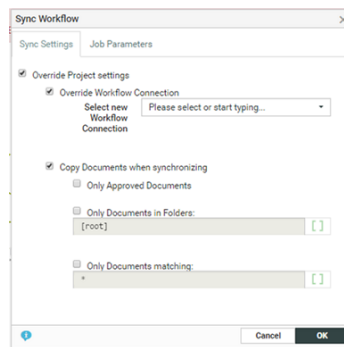 Sync Workflow
Sync Settings Job Parameters
Override Project settings
Override Workflow Connection
Select new Please select or start typing...
Workflow
Connection
Copy Documents when synchronizing
Only Approved Documents
Only Documents in Folders:
[root] [ ]
Only Documents matching:
* [ ]
Cancel OK